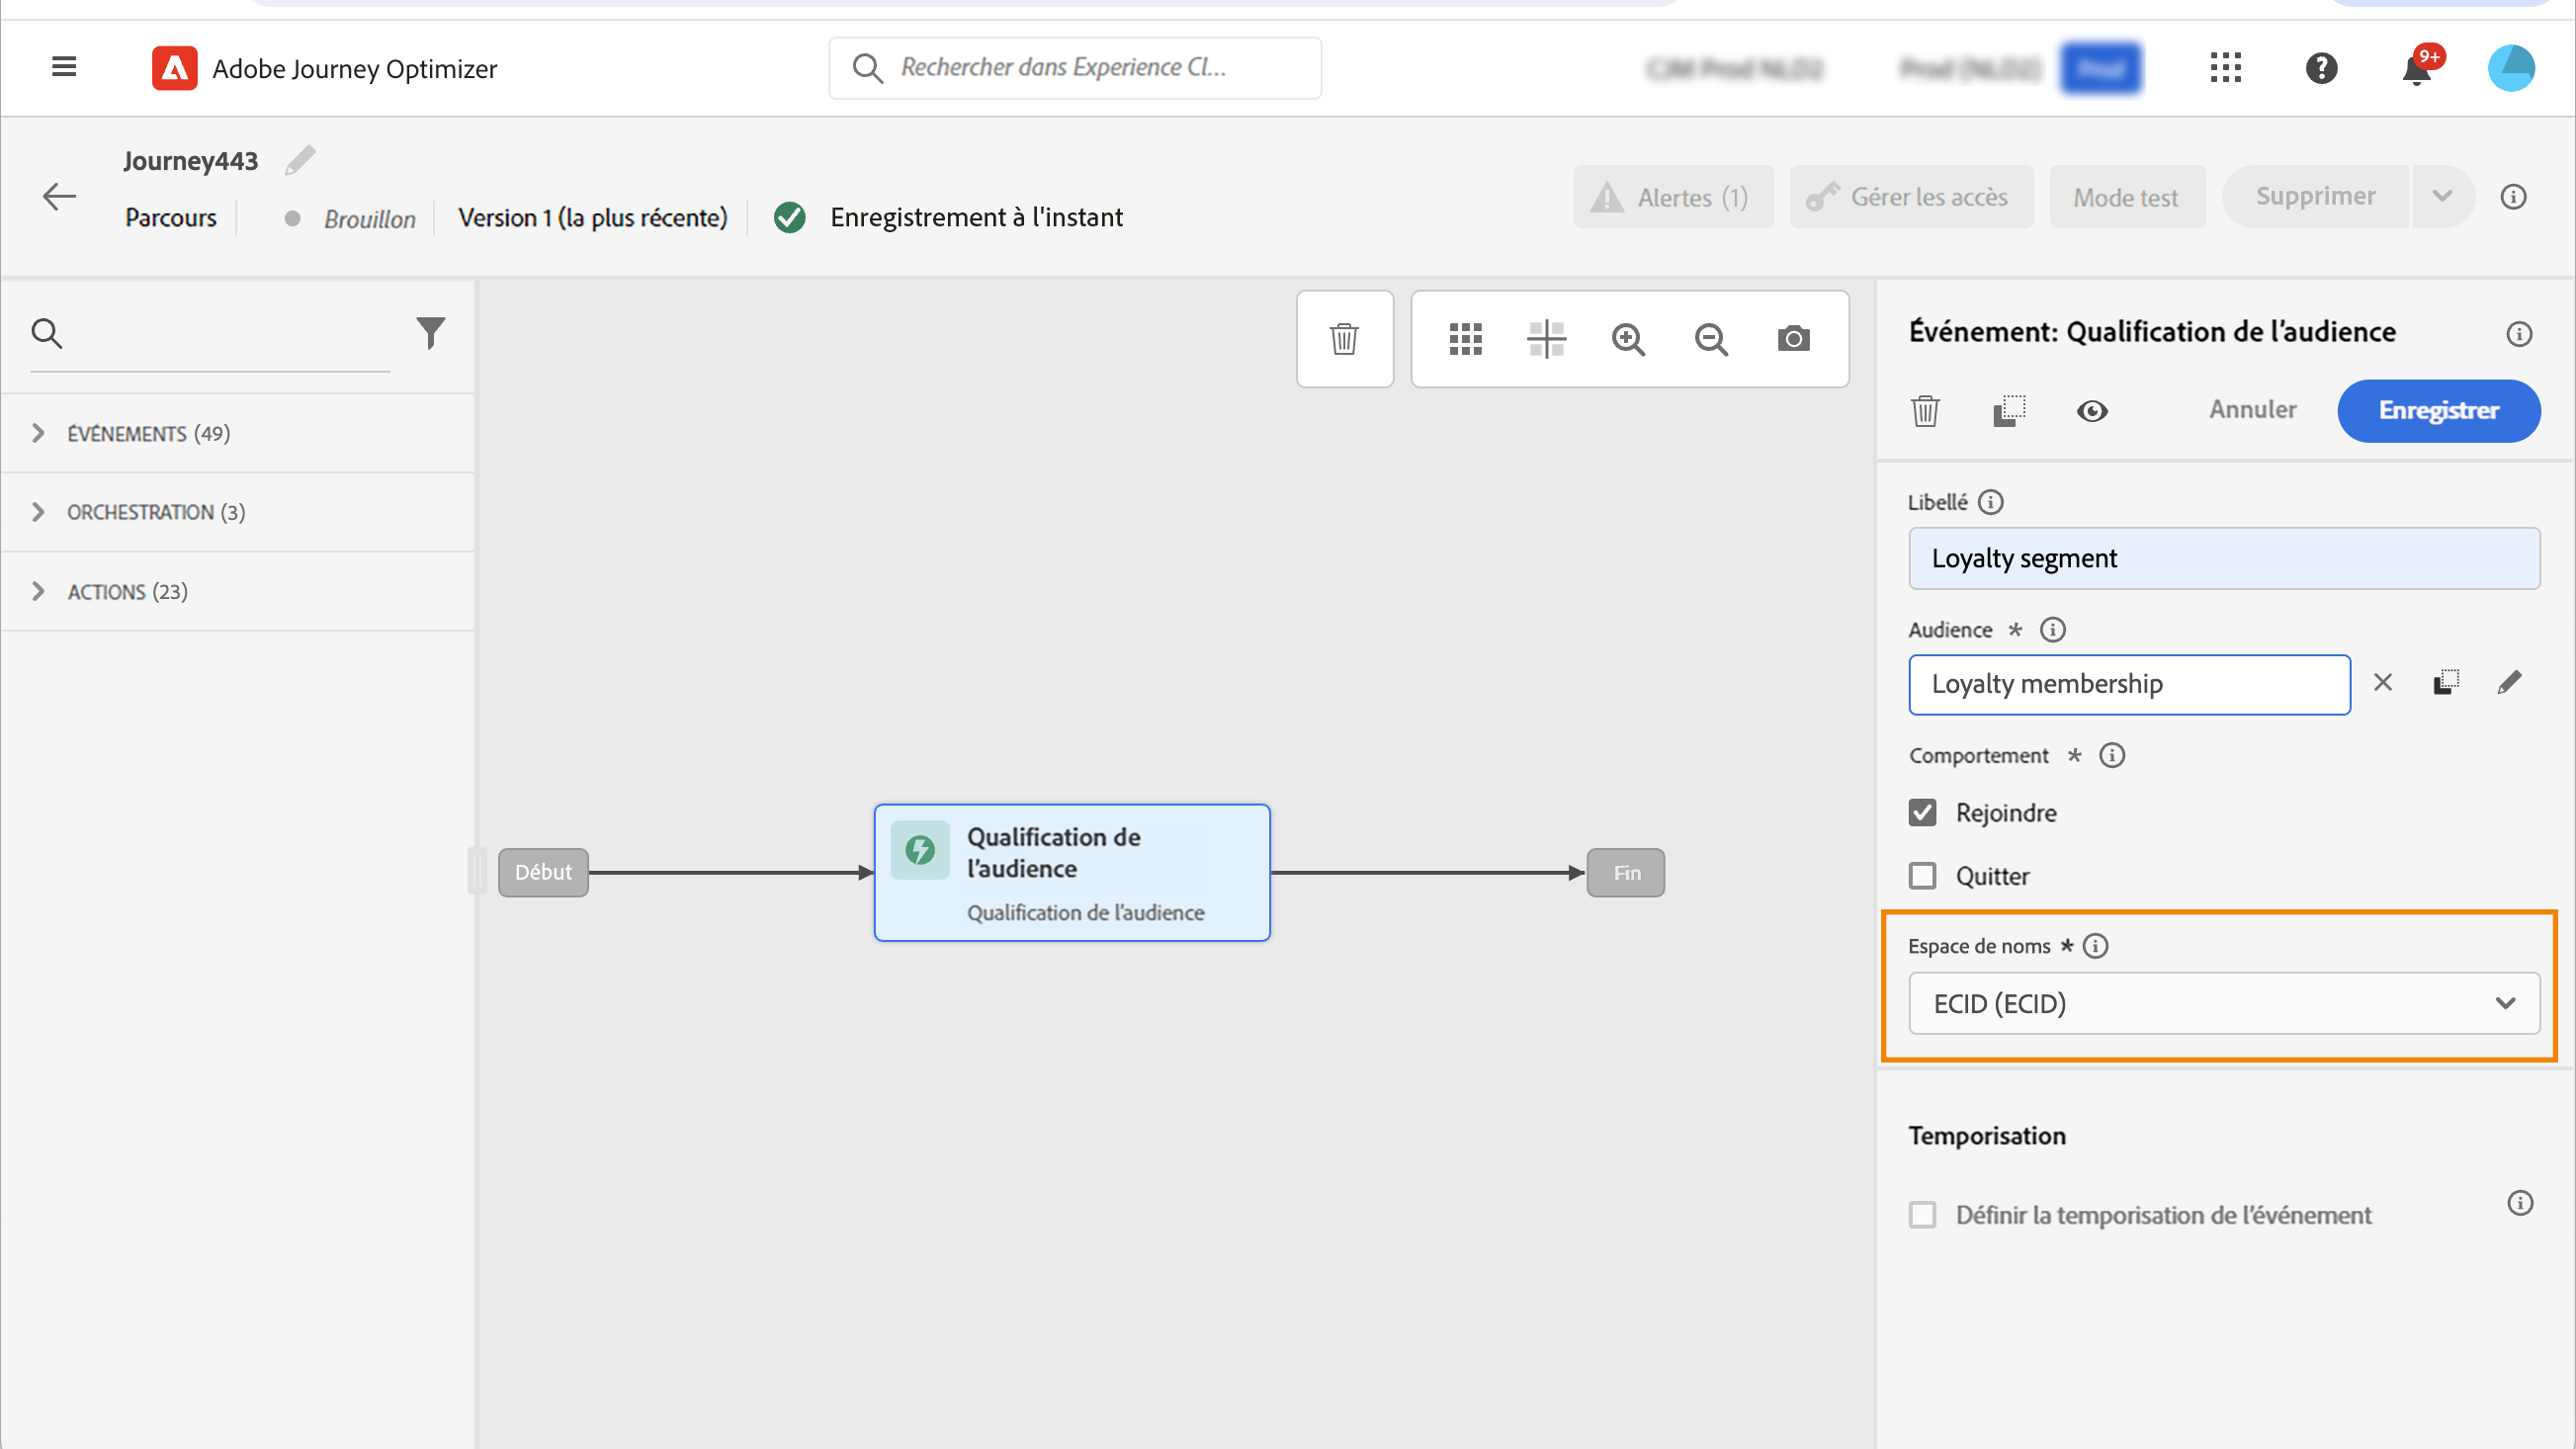 Adobe Journey Optimizer
Rechercher dans Experience Cl...
9+
Journey443
Parcours
Brouillon
Version 1 (la plus récente)
Enregistrement à l'instant
Alertes (1)
Gérer les accès
Mode test
Supprimer
ÉVÉNEMENTS (49)
ORCHESTRATION (3)
ACTIONS (23)
Début
Qualification de
l’audience
Qualification de l’audience
Fin
Événement: Qualification de l’audience
Annuler
Enregistrer
Libellé
Loyalty segment
Audience *
Loyalty membership
Comportement *
Rejoindre
Quitter
Espace de noms *
ECID (ECID)
Temporisation
Définir la temporisation de l’événement